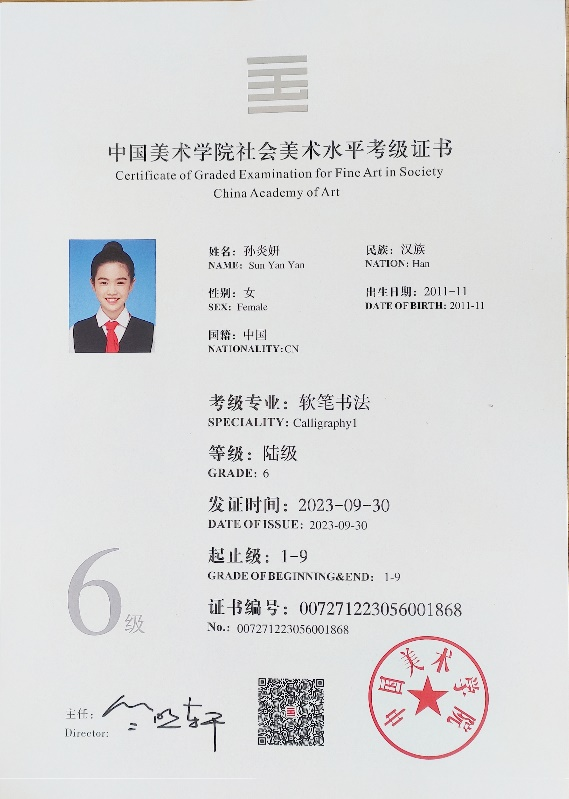 中国美术学院社会美术水平考级证书
Certificate of Graded Examination for Fine Art in Society
China Academy of Art
姓名：孙炎妍 民族：汉族
NAME: Sun Yan Yan NATION: Han
性别：女 出生日期：2011-11
SEX: Female DATE OF BIRTH: 2011-11
国籍：中国
NATIONALITY:CN
考级专业：软笔书法
SPECIALITY: Calligraphy1
等级：陆级
GRADE: 6
发证时间：2023-09-30
DATE OF ISSUE: 2023-09-30
起止级：1-9
GRADE OF BEGINNING&END: 1-9
证书编号：007271223056001868
No.: 007271223056001868
6级
主任：
Director:
中国美术学院